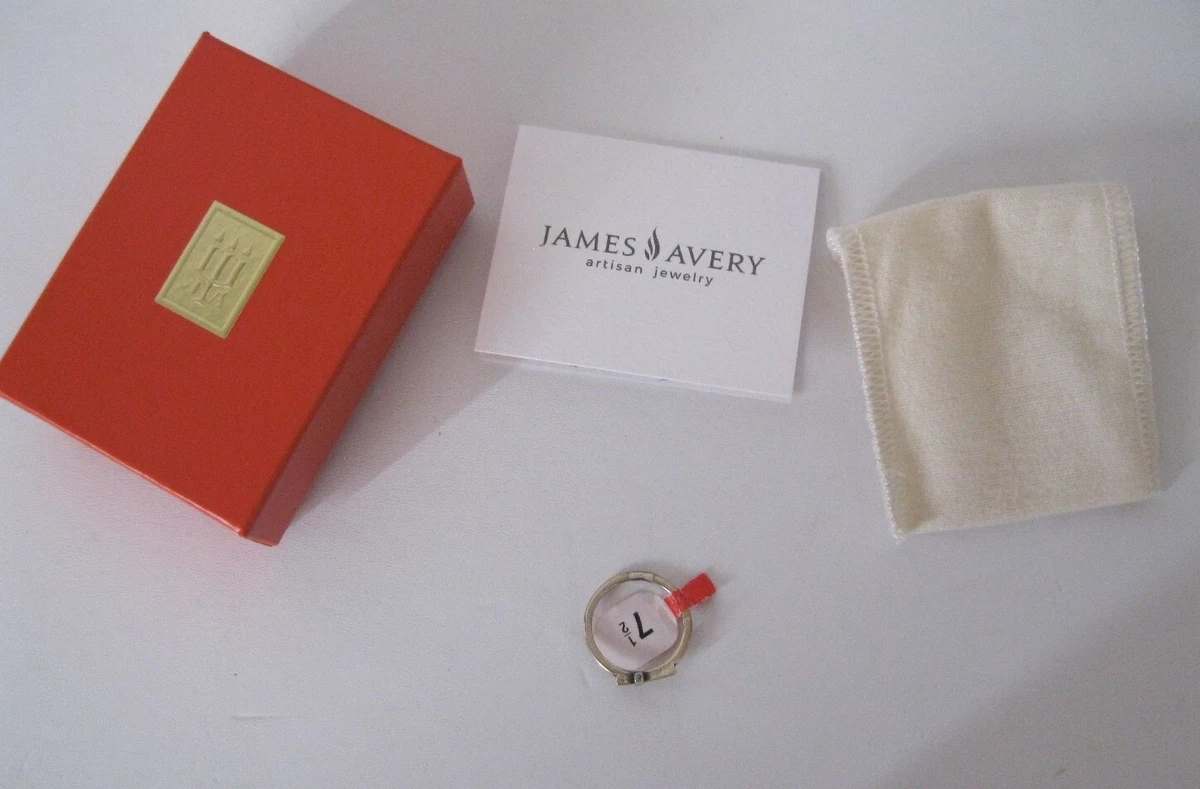 JAMES AVERY
artisan jewelry
7 1/2